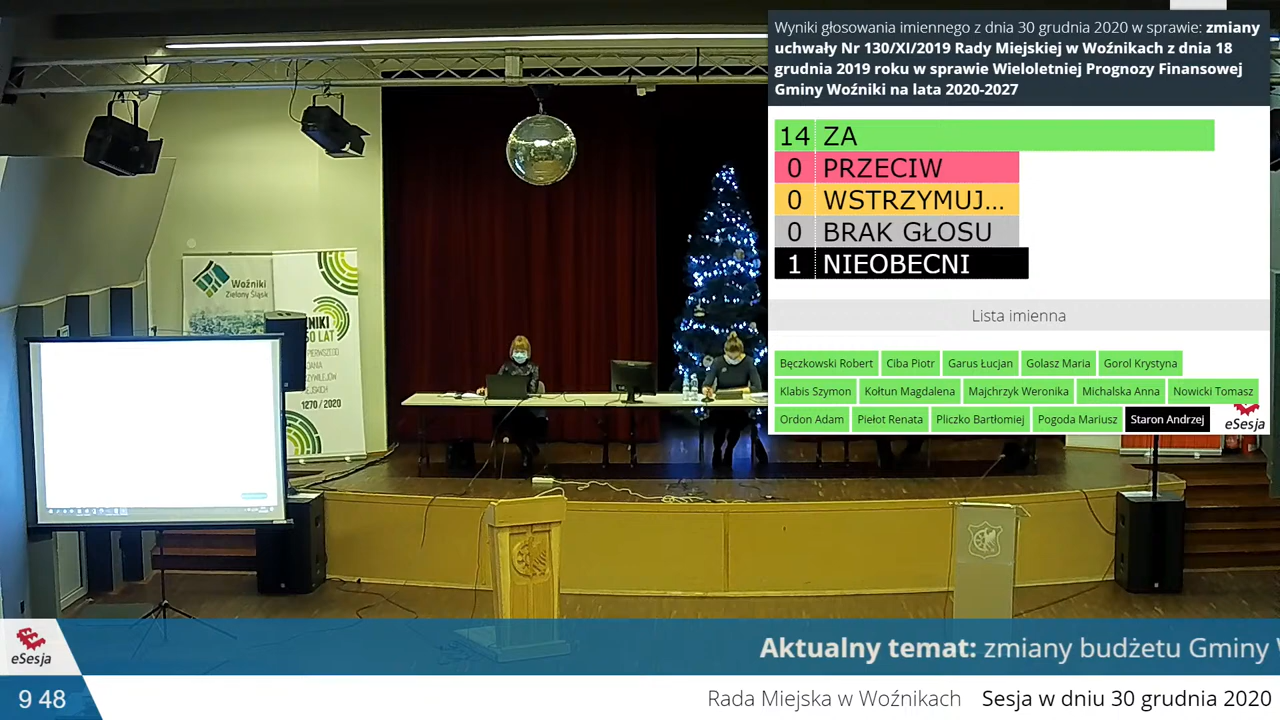 Wyniki głosowania imiennego z dnia 30 grudnia 2020 w sprawie: zmiany
uchwały Nr 130/XI/2019 Rady Miejskiej w Woźnikach z dnia 18
grudnia 2019 roku w sprawie Wieloletniej Prognozy Finansowej
Gminy Woźniki na lata 2020-2027
14 ZA
0 PRZECIW
0 WSTRZYMUJ...
0 BRAK GŁOSU
1 NIEOBECNI
Lista imienna
Bęczkowski Robert Ciba Piotr Garus Łucjan Golasz Maria Gorol Krystyna
Klabis Szymon Kołtun Magdalena Majchrzyk Weronika Michalska Anna Nowicki Tomasz
Ordon Adam Piełot Renata Pliczko Bartłomiej Pogoda Mariusz Staron Andrzej
eSesja
Woźniki
Zielony Śląsk
1270 / 2020
eSesja
Aktualny temat: zmiany budżetu Gminy
9 48
Rada Miejska w Woźnikach Sesja w dniu 30 grudnia 2020